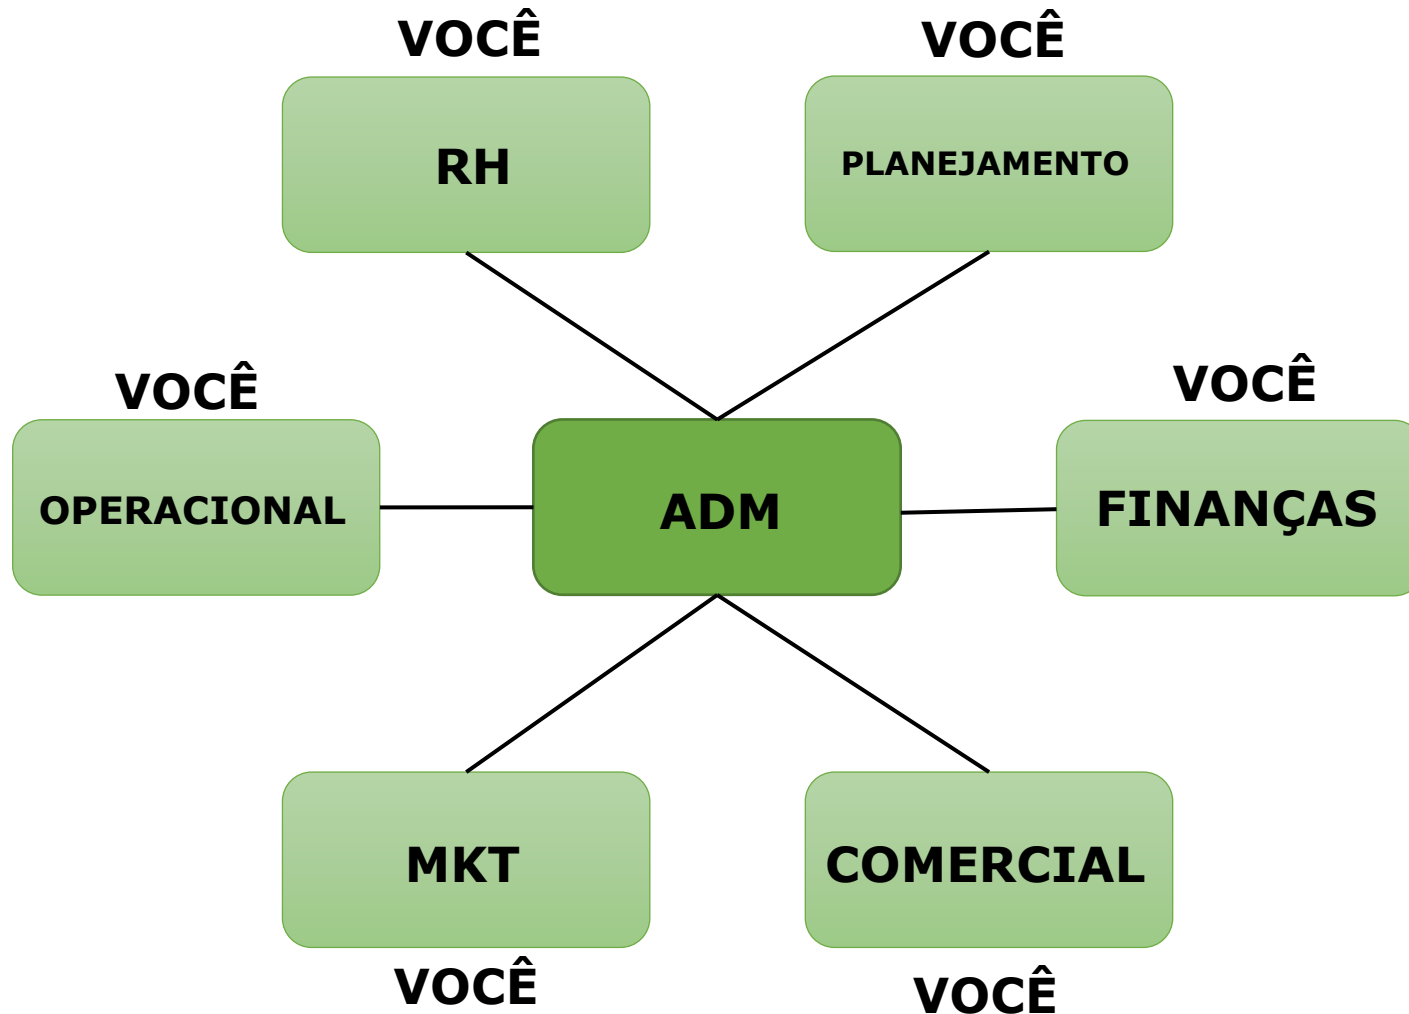 VOCÊ
VOCÊ
RH
PLANEJAMENTO
VOCÊ
VOCÊ
OPERACIONAL
ADM
FINANÇAS
MKT
COMERCIAL
VOCÊ
VOCÊ